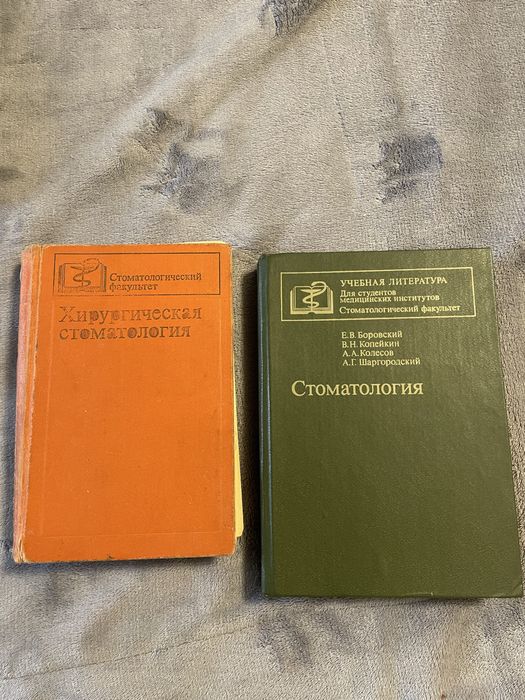 Стоматологический
факультет
Хирургическая
стоматология
УЧЕБНАЯ ЛИТЕРАТУРА
Для студентов
медицинских институтов
Стоматологический факультет
Е.В. Боровский
В.Н. Копейкин
А.А. Колесов
А.Г. Шаргородский
Стоматология